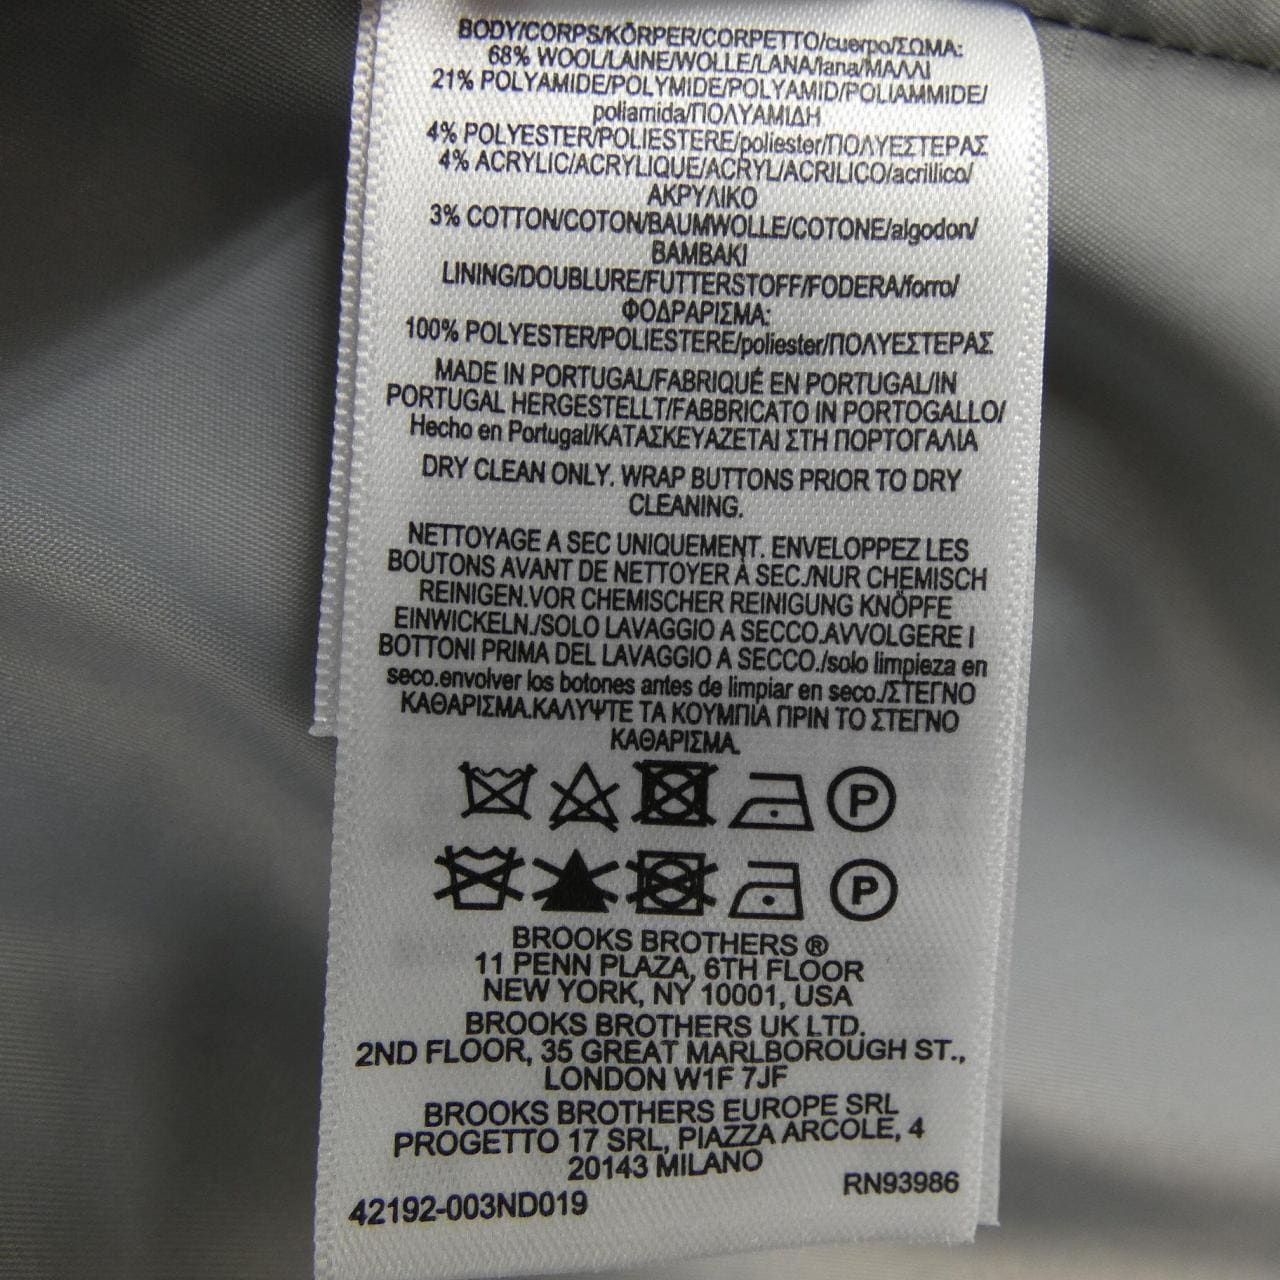 BODY/CORPS/KÖRPER/CORPETTO/cuerpo/ΣΩΜΑ:
68% WOOL/LAINE/WOLLE/LANA/lana/ΜΑΛΛΙ
21% POLYAMIDE/POLYMIDE/POLYAMID/POLIAMMIDE/
poliamida/ΠΟΛΥΑΜΙΔΗ
4% POLYESTER/POLIESTERE/poliester/ΠΟΛΥΕΣΤΕΡΑΣ
4% ACRYLIC/ACRYLIQUE/ACRYL/ACRILICO/acrillico/
ΑΚΡΥΛΙΚΟ
3% COTTON/COTON/BAUMWOLLE/COTONE/algodon/
BAMBAKI
LINING/DOUBLURE/FUTTERSTOFF/FODERA/forro/
ΦΟΔΡΑΡΙΣΜΑ:
100% POLYESTER/POLIESTERE/poliester/ΠΟΛΥΕΣΤΕΡΑΣ
MADE IN PORTUGAL/FABRIQUÉ EN PORTUGAL/IN
PORTUGAL HERGESTELLT/FABBRICATO IN PORTOGALLO/
Hecho en Portugal/ΚΑΤΑΣΚΕΥΑΖΕΤΑΙ ΣΤΗ ΠΟΡΤΟΓΑΛΙΑ
DRY CLEAN ONLY. WRAP BUTTONS PRIOR TO DRY
CLEANING.
NETTOYAGE A SEC UNIQUEMENT. ENVELOPPEZ LES
BOUTONS AVANT DE NETTOYER À SEC./NUR CHEMISCH
REINIGEN.VOR CHEMISCHER REINIGUNG KNÖPFE
EINWICKELN./SOLO LAVAGGIO A SECCO.AVVOLGERE I
BOTTONI PRIMA DEL LAVAGGIO A SECCO./solo limpieza en
seco.envolver los botones antes de limpiar en seco./ΣΤΕΓΝΟ
ΚΑΘΑΡΙΣΜΑ.ΚΑΛΥΨΤΕ ΤΑ ΚΟΥΜΠΙΑ ΠΡΙΝ ΤΟ ΣΤΕΓΝΟ
ΚΑΘΑΡΙΣΜΑ.
P
P
BROOKS BROTHERS ®
11 PENN PLAZA, 6TH FLOOR
NEW YORK, NY 10001, USA
BROOKS BROTHERS UK LTD.
2ND FLOOR, 35 GREAT MARLBOROUGH ST.,
LONDON W1F 7JF
BROOKS BROTHERS EUROPE SRL
PROGETTO 17 SRL, PIAZZA ARCOLE, 4
20143 MILANO
RN93986
42192-003ND019